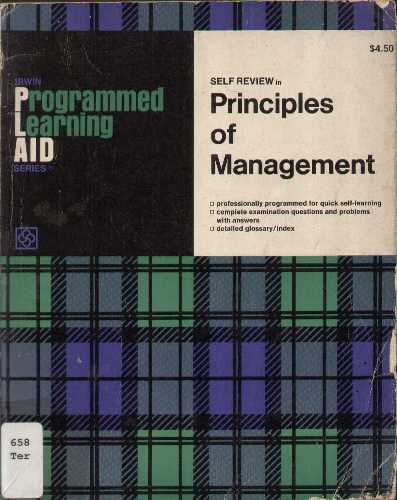 $4.50
IRWIN
Programmed
Learning
AID
SERIES
SELF REVIEW in
Principles
of
Management
professionally programmed for quick self-learning
complete examination questions and problems
with answers
detailed glossary/index
658
Ter